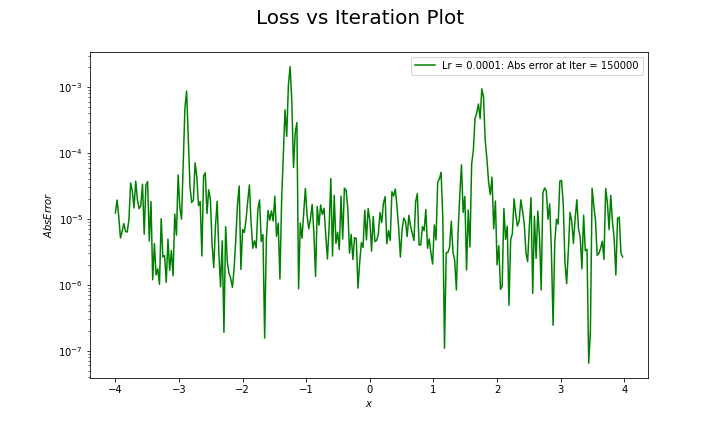 Loss vs Iteration Plot
Lr = 0.0001: Abs error at Iter = 150000
10⁻³
10⁻⁴
10⁻⁵
10⁻⁶
10⁻⁷
AbsError
−4 −3 −2 −1 0 1 2 3 4
x